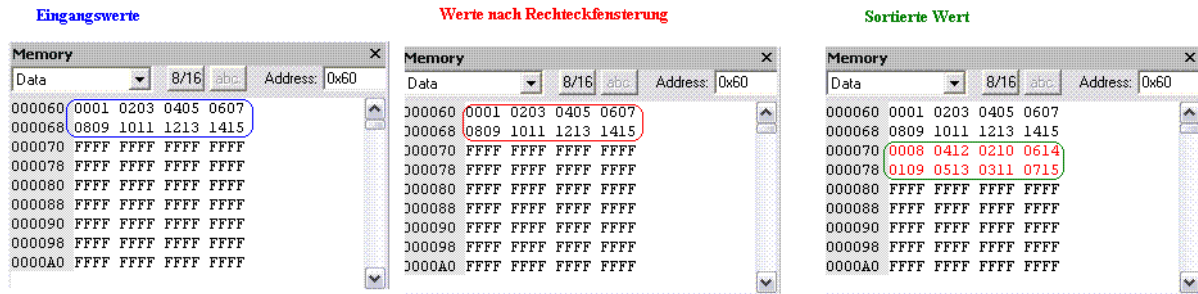 Eingangswerte
Memory ×
Data 8/16 abc. Address: 0x60
000060 0001 0203 0405 0607
000068 0809 1011 1213 1415
000070 FFFF FFFF FFFF FFFF
000078 FFFF FFFF FFFF FFFF
000080 FFFF FFFF FFFF FFFF
000088 FFFF FFFF FFFF FFFF
000090 FFFF FFFF FFFF FFFF
000098 FFFF FFFF FFFF FFFF
0000A0 FFFF FFFF FFFF FFFF
Werte nach Rechteckfensterung
Memory ×
Data 8/16 abc. Address: 0x60
000060 0001 0203 0405 0607
000068 0809 1011 1213 1415
000070 FFFF FFFF FFFF FFFF
000078 FFFF FFFF FFFF FFFF
000080 FFFF FFFF FFFF FFFF
000088 FFFF FFFF FFFF FFFF
000090 FFFF FFFF FFFF FFFF
000098 FFFF FFFF FFFF FFFF
0000A0 FFFF FFFF FFFF FFFF
Sortierte Wert
Memory ×
Data 8/16 abc. Address: 0x60
000060 0001 0203 0405 0607
000068 0809 1011 1213 1415
000070 0008 0412 0210 0614
000078 0109 0513 0311 0715
000080 FFFF FFFF FFFF FFFF
000088 FFFF FFFF FFFF FFFF
000090 FFFF FFFF FFFF FFFF
000098 FFFF FFFF FFFF FFFF
0000A0 FFFF FFFF FFFF FFFF